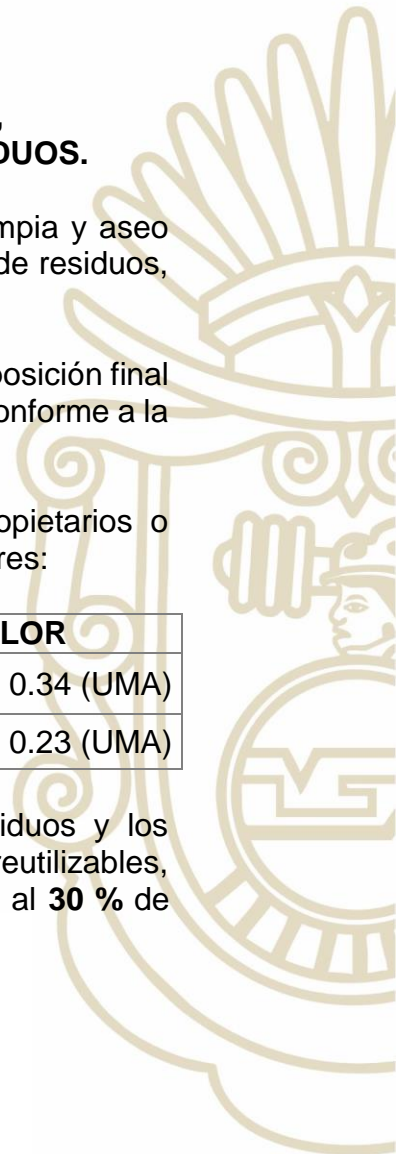 ,
DUOS.
mpia y aseo
de residuos,
posición final
onforme a la
opietarios o
res:
LOR
0.34 (UMA)
0.23 (UMA)
iduos y los
reutilizables,
al 30 % de